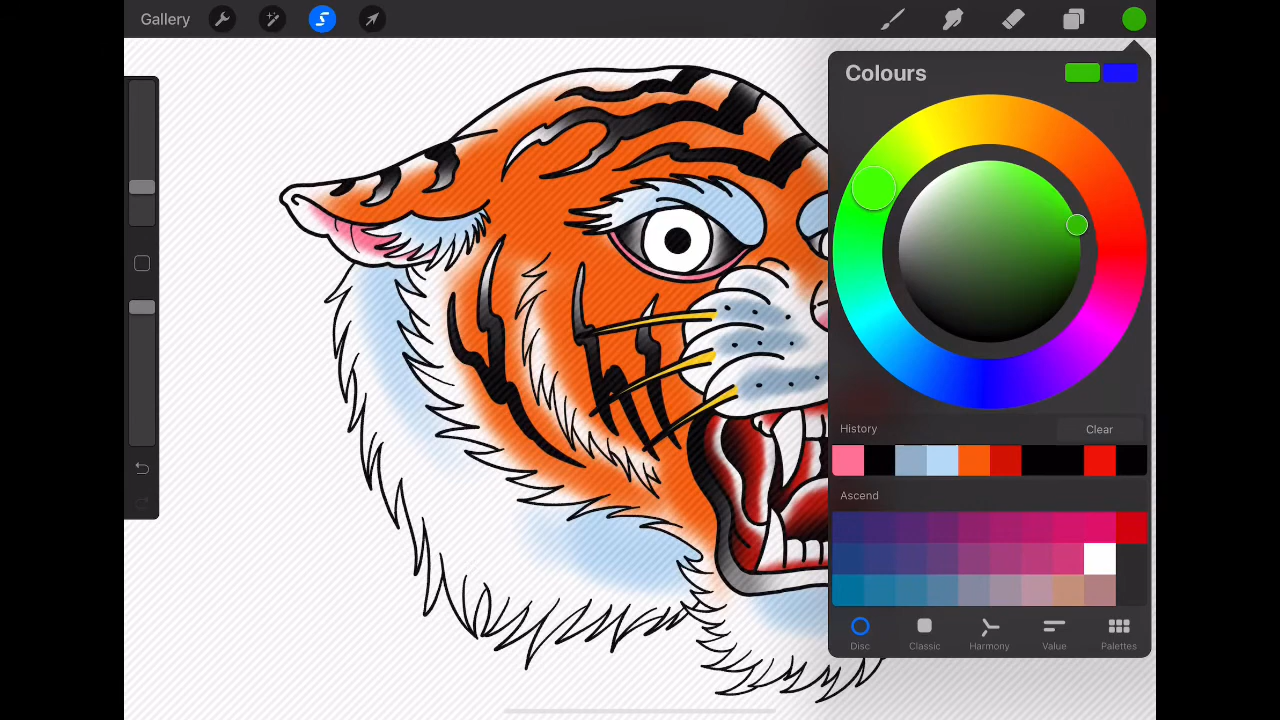 Gallery
Colours
History
Clear
Ascend
Disc
Classic
Harmony
Value
Palettes